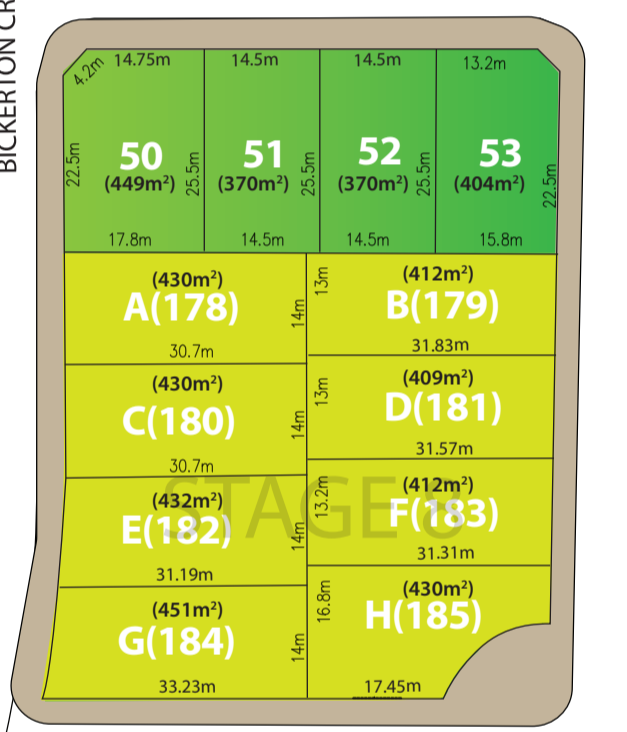 BICKERTON CR
4.2m
14.75m
14.5m
14.5m
13.2m
22.5m
50
(449m²)
25.5m
51
(370m²)
25.5m
52
(370m²)
25.5m
53
(404m²)
22.5m
17.8m
14.5m
14.5m
15.8m
(430m²)
A(178)
14m
30.7m
13m
(412m²)
B(179)
31.83m
(430m²)
C(180)
14m
30.7m
13m
(409m²)
D(181)
31.57m
STAGE 8
(432m²)
E(182)
14m
31.19m
13.2m
(412m²)
F(183)
31.31m
(451m²)
G(184)
14m
33.23m
16.8m
(430m²)
H(185)
17.45m